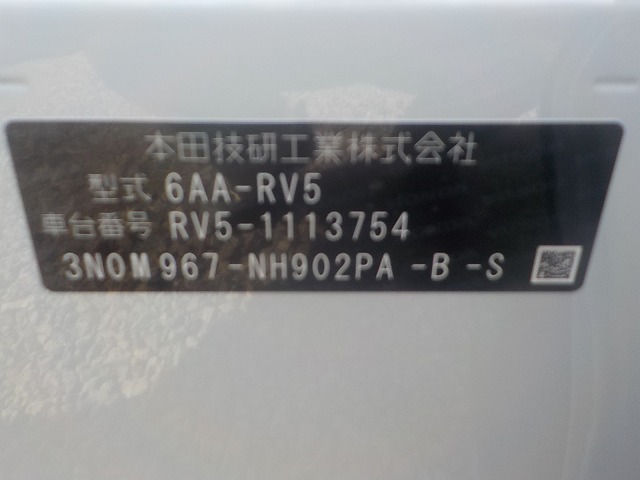 本田技研工業株式会社
型式 6AA-RV5
車台番号 RV5-1113754
3N0M967-NH902PA -B -S